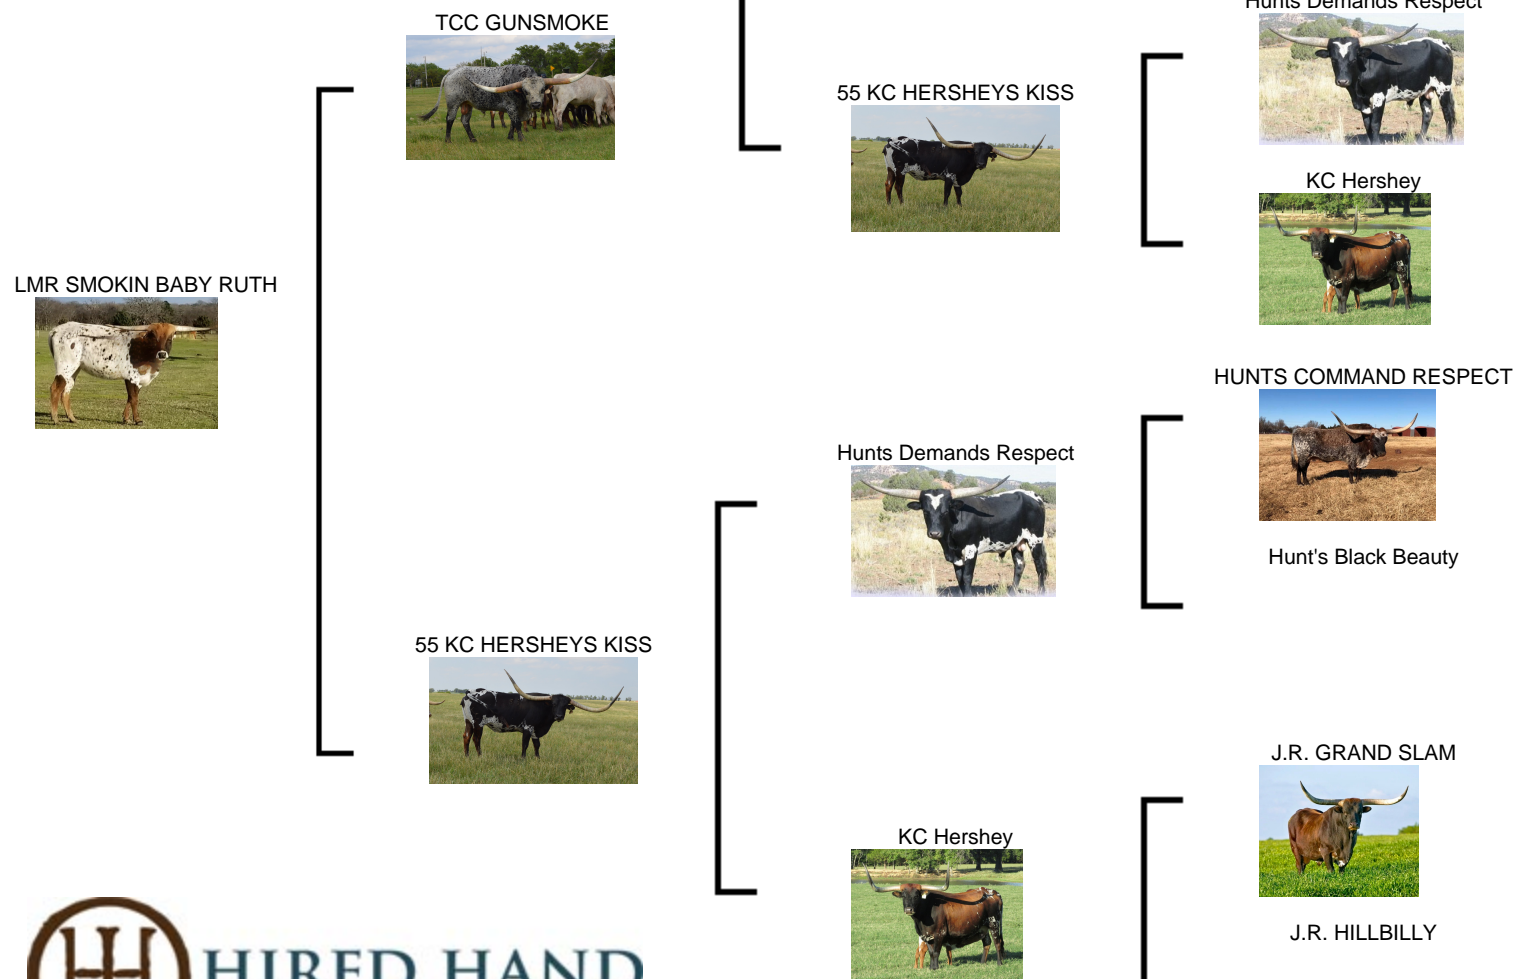 Hunts Demands Respect
TCC GUNSMOKE
55 KC HERSHEYS KISS
KC Hershey
LMR SMOKIN BABY RUTH
HUNTS COMMAND RESPECT
Hunts Demands Respect
Hunt's Black Beauty
55 KC HERSHEYS KISS
J.R. GRAND SLAM
KC Hershey
J.R. HILLBILLY
HIRED HAND